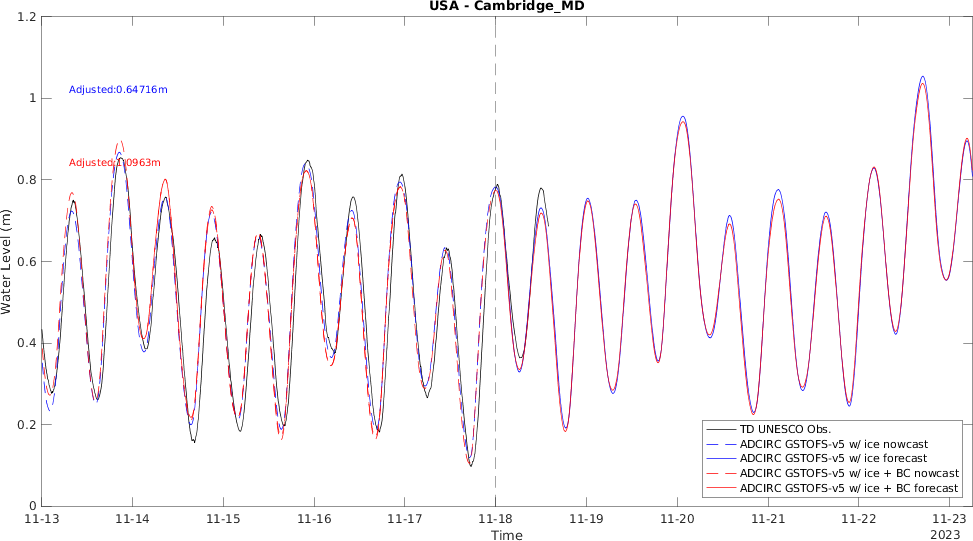 USA - Cambridge_MD
1.2
1
0.8
0.6
0.4
0.2
0
Water Level (m)
Adjusted:0.64716m
TD UNESCO Obs.
ADCIRC GSTOFS-v5 w/ ice nowcast
ADCIRC GSTOFS-v5 w/ ice forecast
ADCIRC GSTOFS-v5 w/ ice + BC nowcast
ADCIRC GSTOFS-v5 w/ ice + BC forecast
11-13 11-14 11-15 11-16 11-17 11-18 11-19 11-20 11-21 11-22 11-23
Time
2023